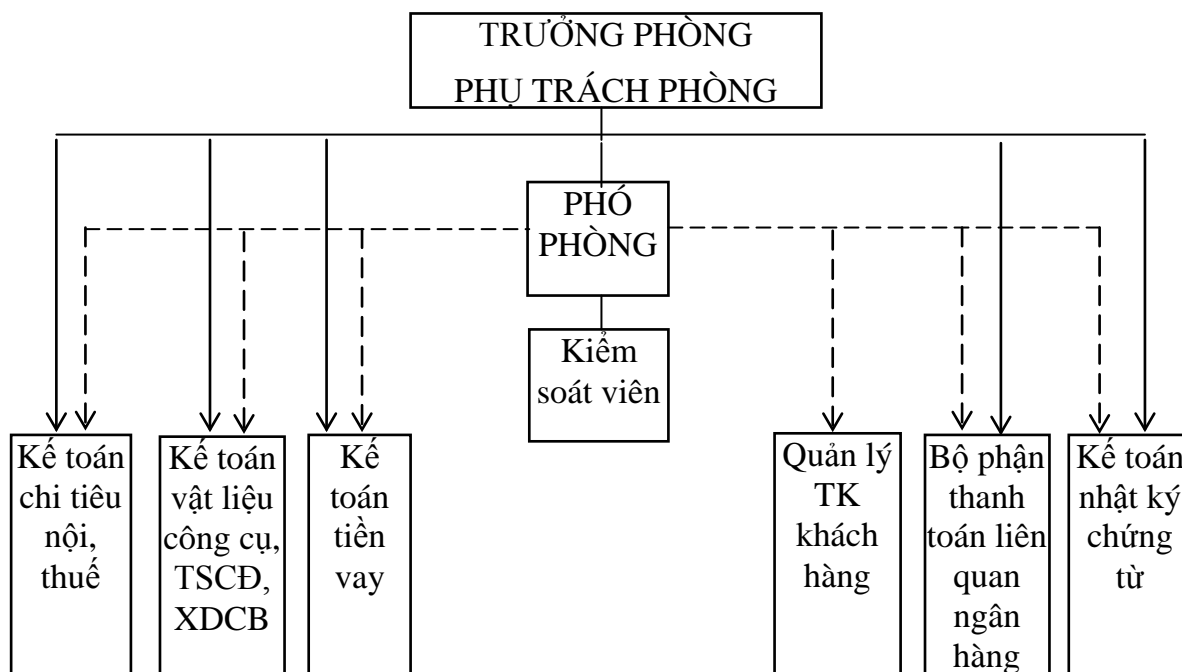 TRƯỞNG PHÒNG
PHỤ TRÁCH PHÒNG
PHÓ
PHÒNG
Kiểm
soát viên
Kế toán
chi tiêu
nội,
thuế
Kế toán
vật liệu
công cụ,
TSCĐ,
XDCB
Kế
toán
tiền
vay
Quản lý
TK
khách
hàng
Bộ phận
thanh
toán liên
quan
ngân
hàng
Kế toán
nhật ký
chứng
từ